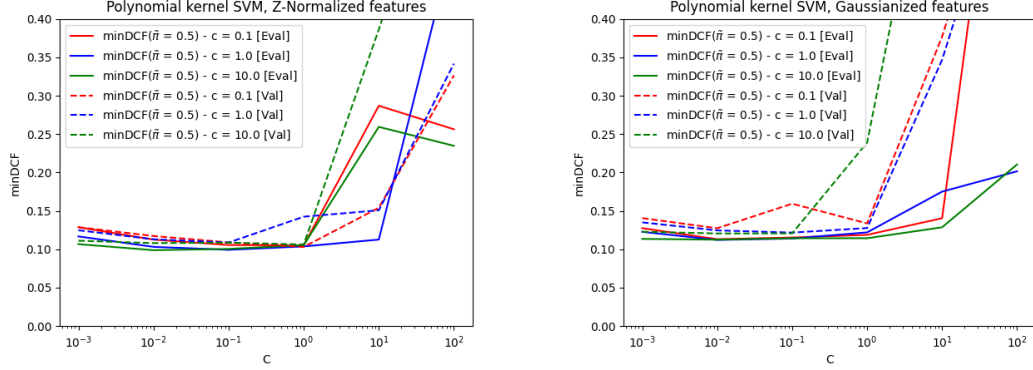 Polynomial kernel SVM, Z-Normalized features
0.40
0.35
0.30
0.25
0.20
0.15
0.10
0.05
0.00
minDCF
minDCF(π̃ = 0.5) - c = 0.1 [Eval]
minDCF(π̃ = 0.5) - c = 1.0 [Eval]
minDCF(π̃ = 0.5) - c = 10.0 [Eval]
minDCF(π̃ = 0.5) - c = 0.1 [Val]
minDCF(π̃ = 0.5) - c = 1.0 [Val]
minDCF(π̃ = 0.5) - c = 10.0 [Val]
10⁻³ 10⁻² 10⁻¹ 10⁰ 10¹ 10²
C
Polynomial kernel SVM, Gaussianized features
0.40
0.35
0.30
0.25
0.20
0.15
0.10
0.05
0.00
minDCF
minDCF(π̃ = 0.5) - c = 0.1 [Eval]
minDCF(π̃ = 0.5) - c = 1.0 [Eval]
minDCF(π̃ = 0.5) - c = 10.0 [Eval]
minDCF(π̃ = 0.5) - c = 0.1 [Val]
minDCF(π̃ = 0.5) - c = 1.0 [Val]
minDCF(π̃ = 0.5) - c = 10.0 [Val]
10⁻³ 10⁻² 10⁻¹ 10⁰ 10¹ 10²
C